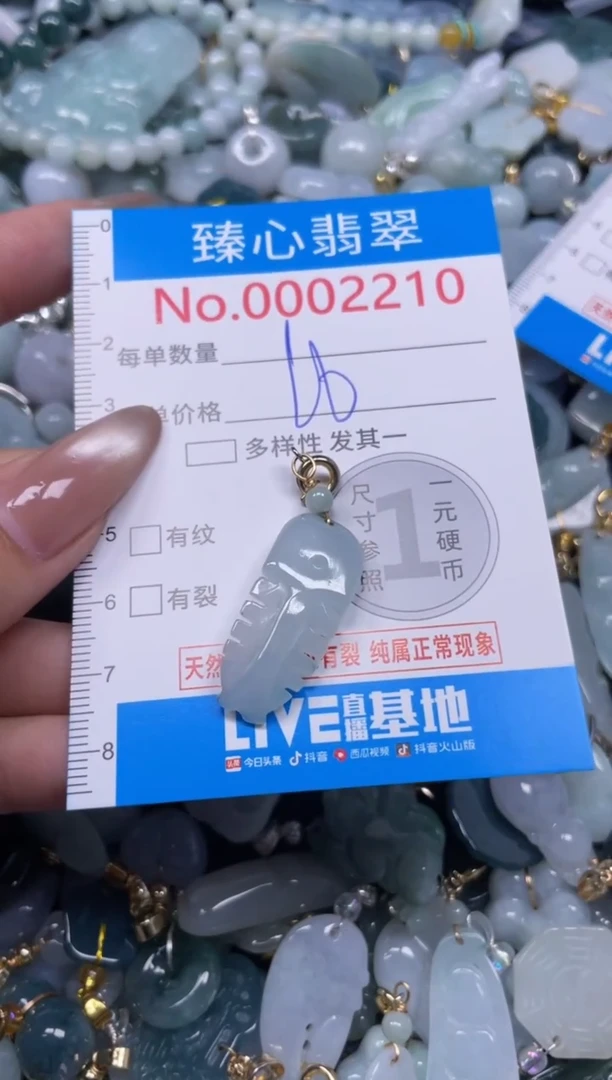 臻心翡翠
No.0002210
每单数量
单价格
多样性 发其一
尺寸参照
1
一元硬币
有纹
有裂
天然 有裂 纯属正常现象
LIVE直播基地
头条 今日头条 抖音 西瓜视频 抖音火山版
0
1
2
3
5
6
7
8